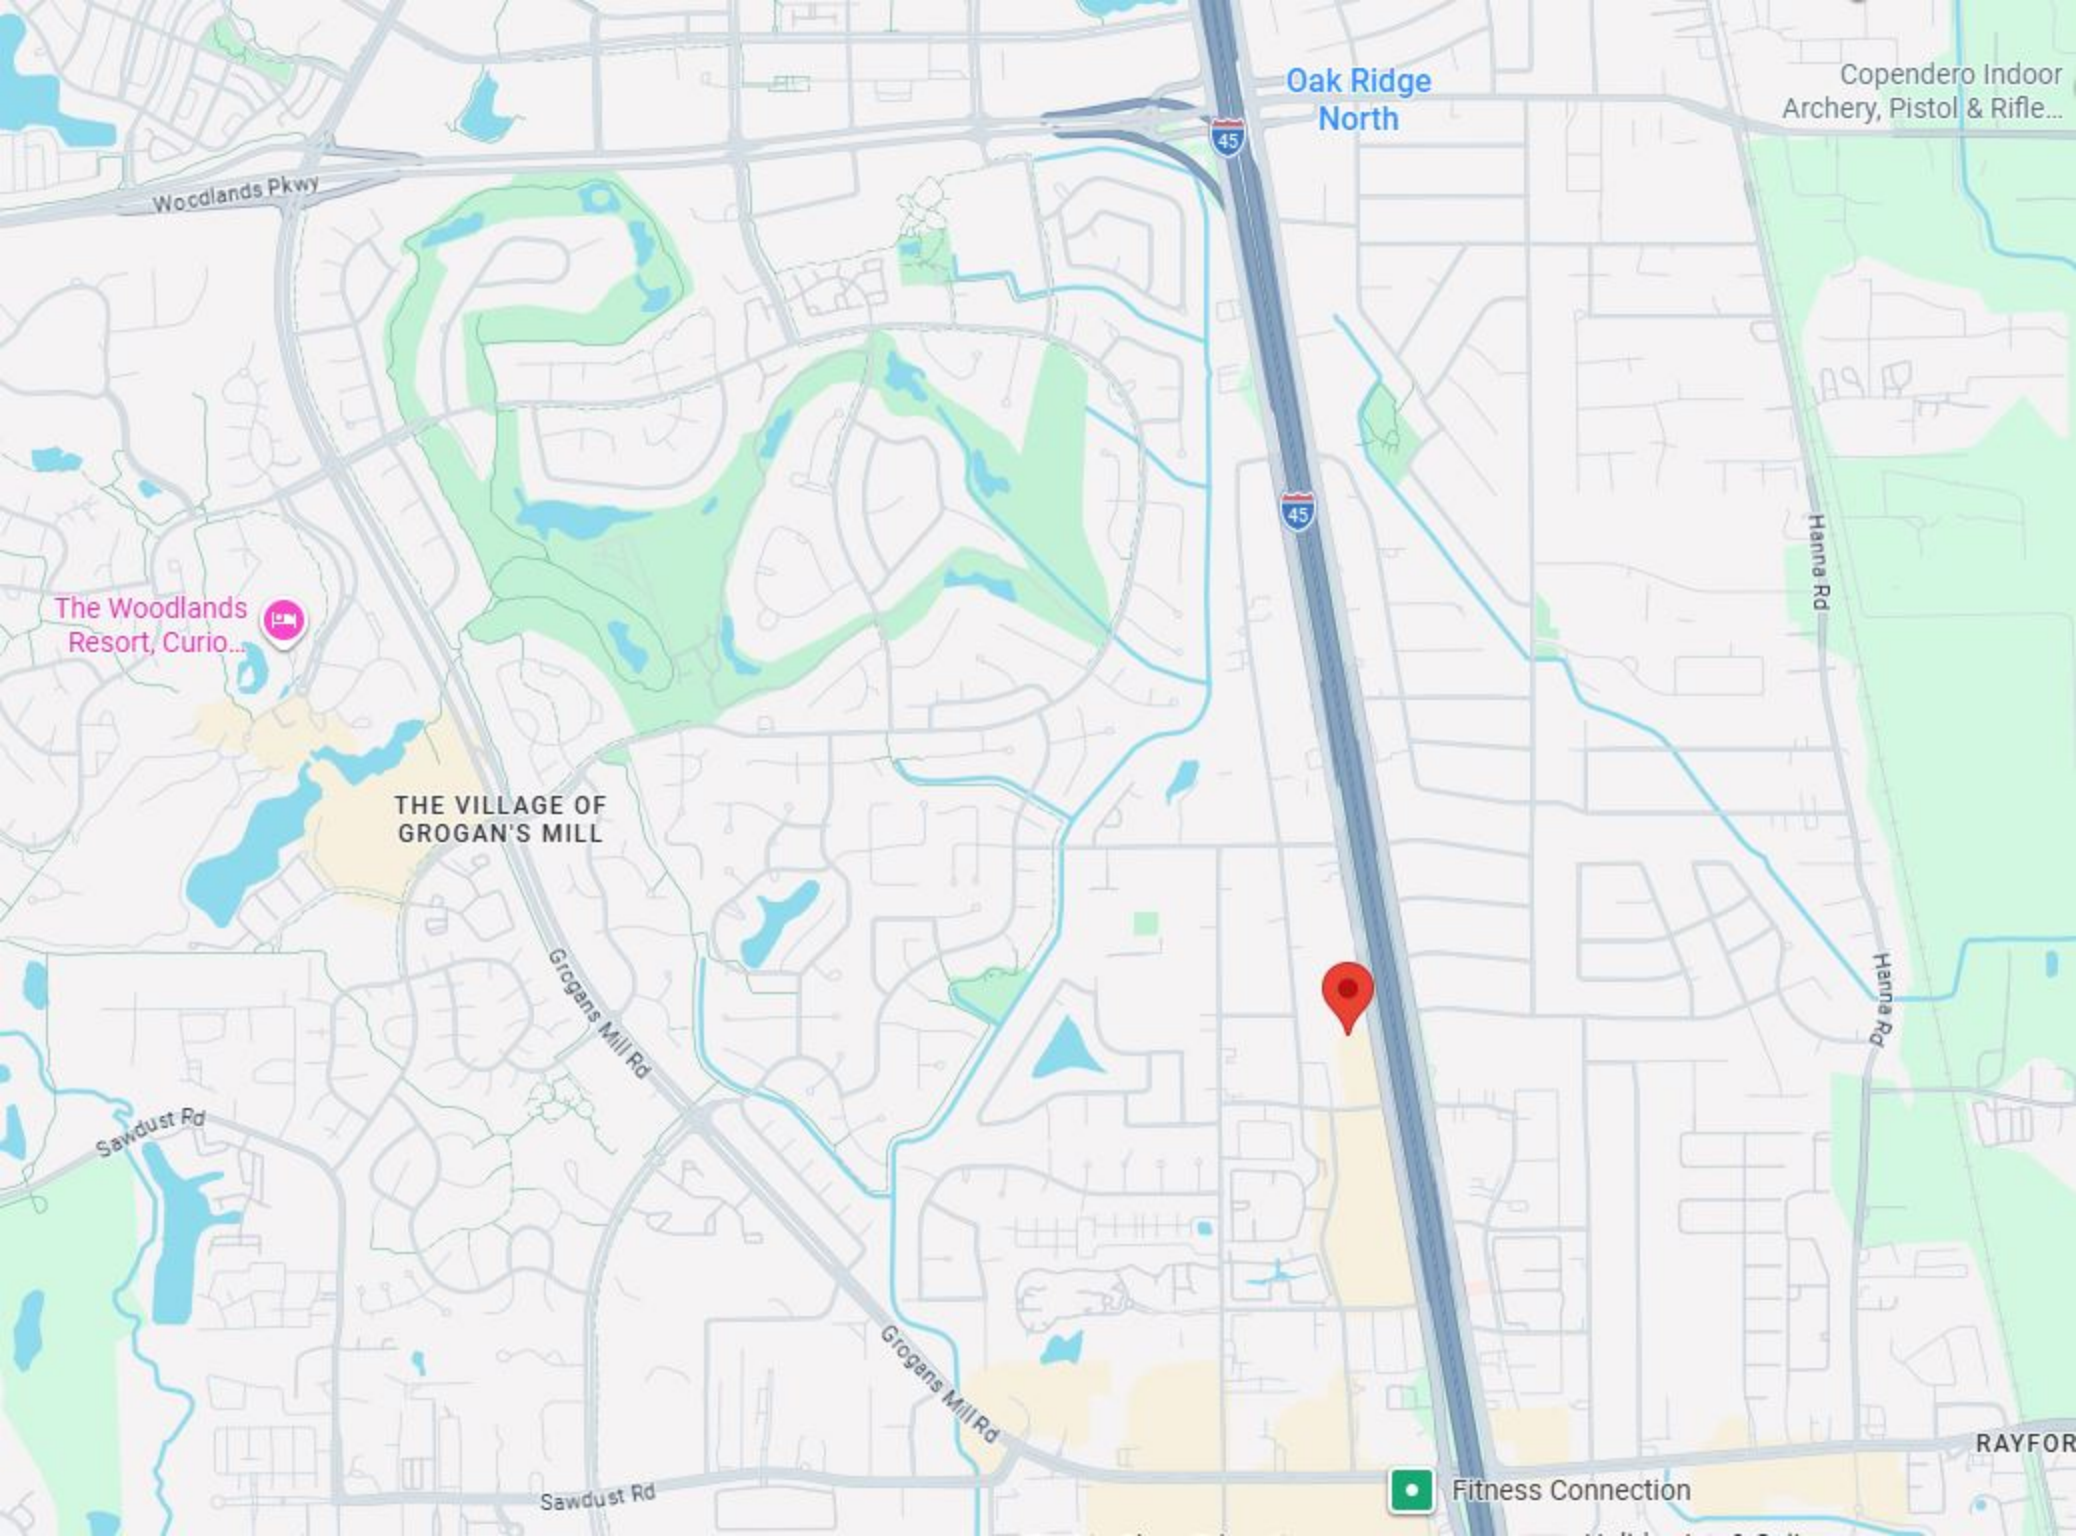 Oak Ridge
North
Copendero Indoor
Archery, Pistol & Rifle...
45
Woodlands Pkwy
45
Hanna Rd
The Woodlands
Resort, Curio...
THE VILLAGE OF
GROGAN'S MILL
Grogans Mill Rd
Hanna Rd
Sawdust Rd
Grogans Mill Rd
RAYFOR
Fitness Connection
Sawdust Rd